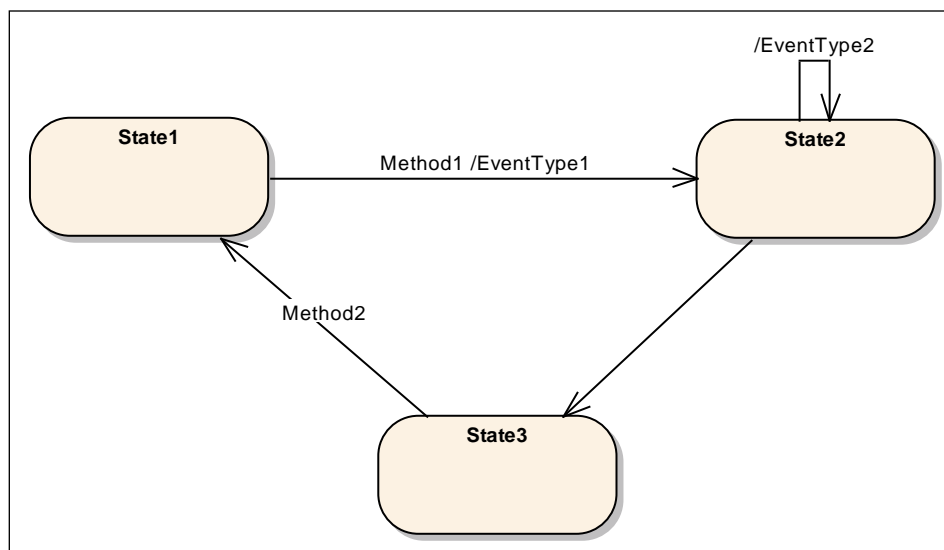 /EventType2
State1
State2
Method1 /EventType1
Method2
State3